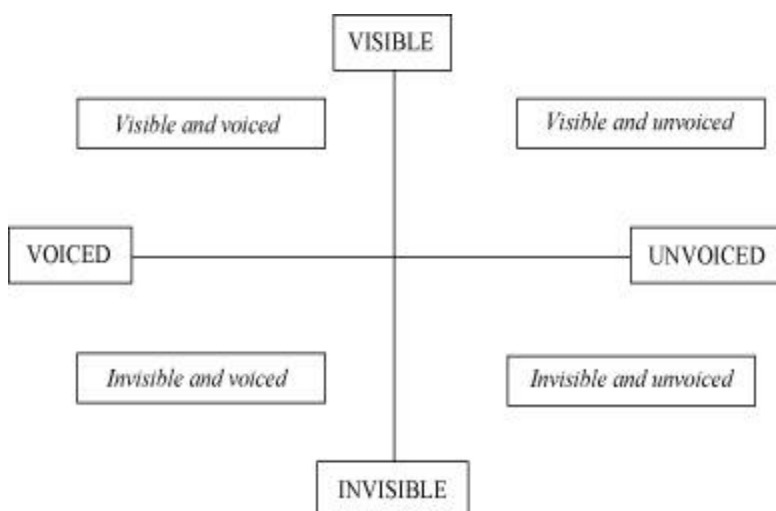 VISIBLE
Visible and voiced
Visible and unvoiced
VOICED
UNVOICED
Invisible and voiced
Invisible and unvoiced
INVISIBLE